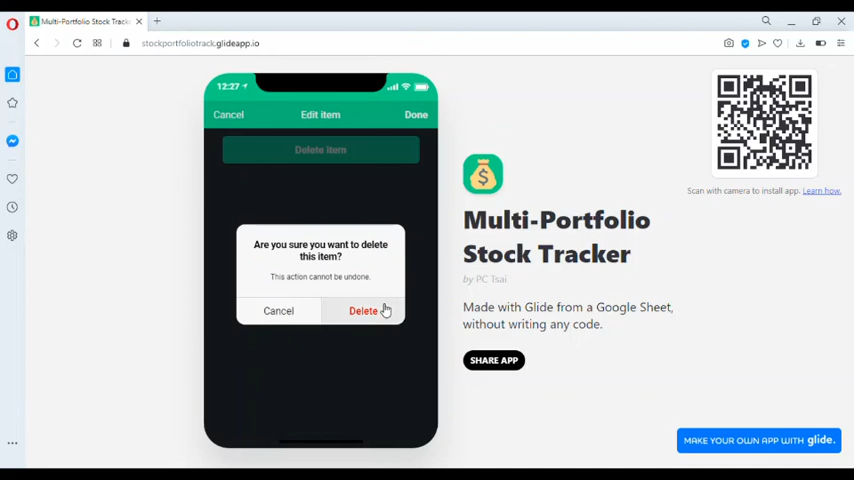 Multi-Portfolio Stock Tracke
stockportfoliotrack.glideapp.io
12:27
Cancel Edit item Done
Delete item
Are you sure you want to delete
this item?
This action cannot be undone.
Cancel Delete
Scan with camera to install app. Learn how.
$
Multi-Portfolio
Stock Tracker
by PC Tsai
Made with Glide from a Google Sheet,
without writing any code.
SHARE APP
MAKE YOUR OWN APP WITH glide.